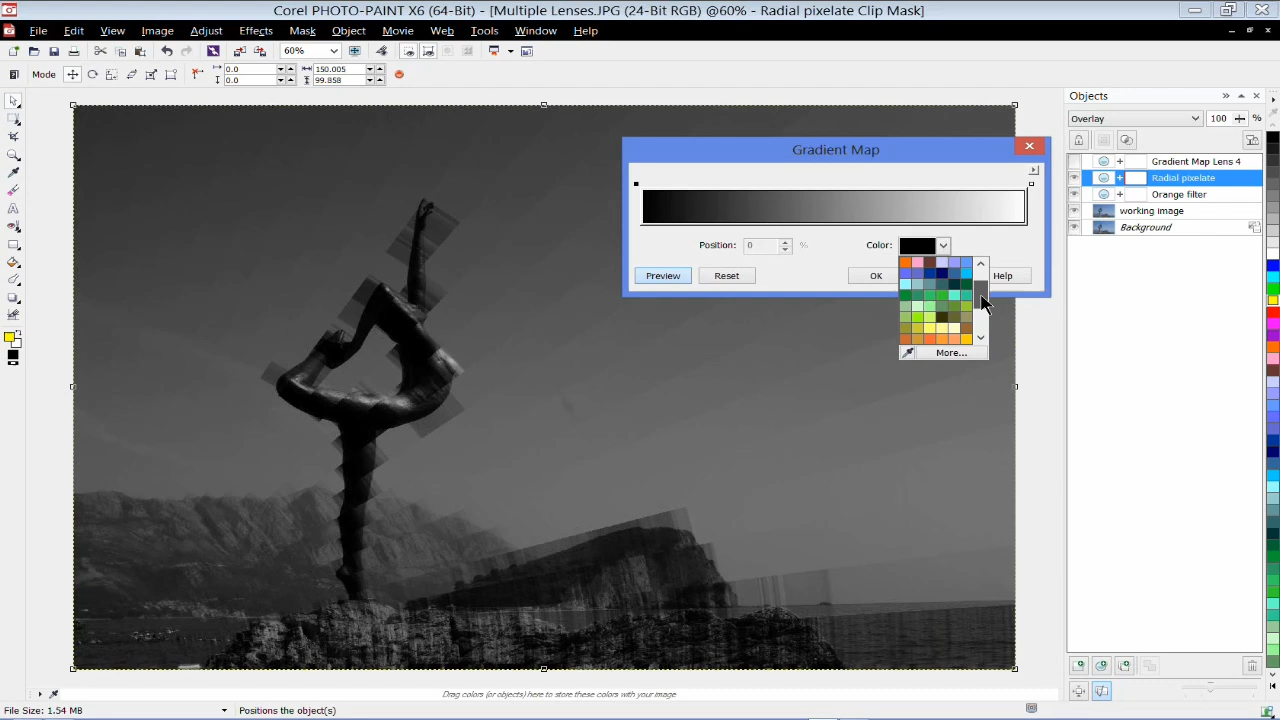 Corel PHOTO-PAINT X6 (64-Bit) - [Multiple Lenses.JPG (24-Bit RGB) @60% - Radial pixelate Clip Mask]
File Edit View Image Adjust Effects Mask Object Movie Web Tools Window Help
60%
Mode 0.0 150.005
0.0 99.858
Objects
Overlay 100 %
Gradient Map Lens 4
Radial pixelate
Orange filter
working image
Background
Gradient Map
Position: 0 % Color:
Preview Reset OK Help
More...
Drag colors (or objects) here to store these colors with your image
File Size: 1.54 MB Positions the object(s)